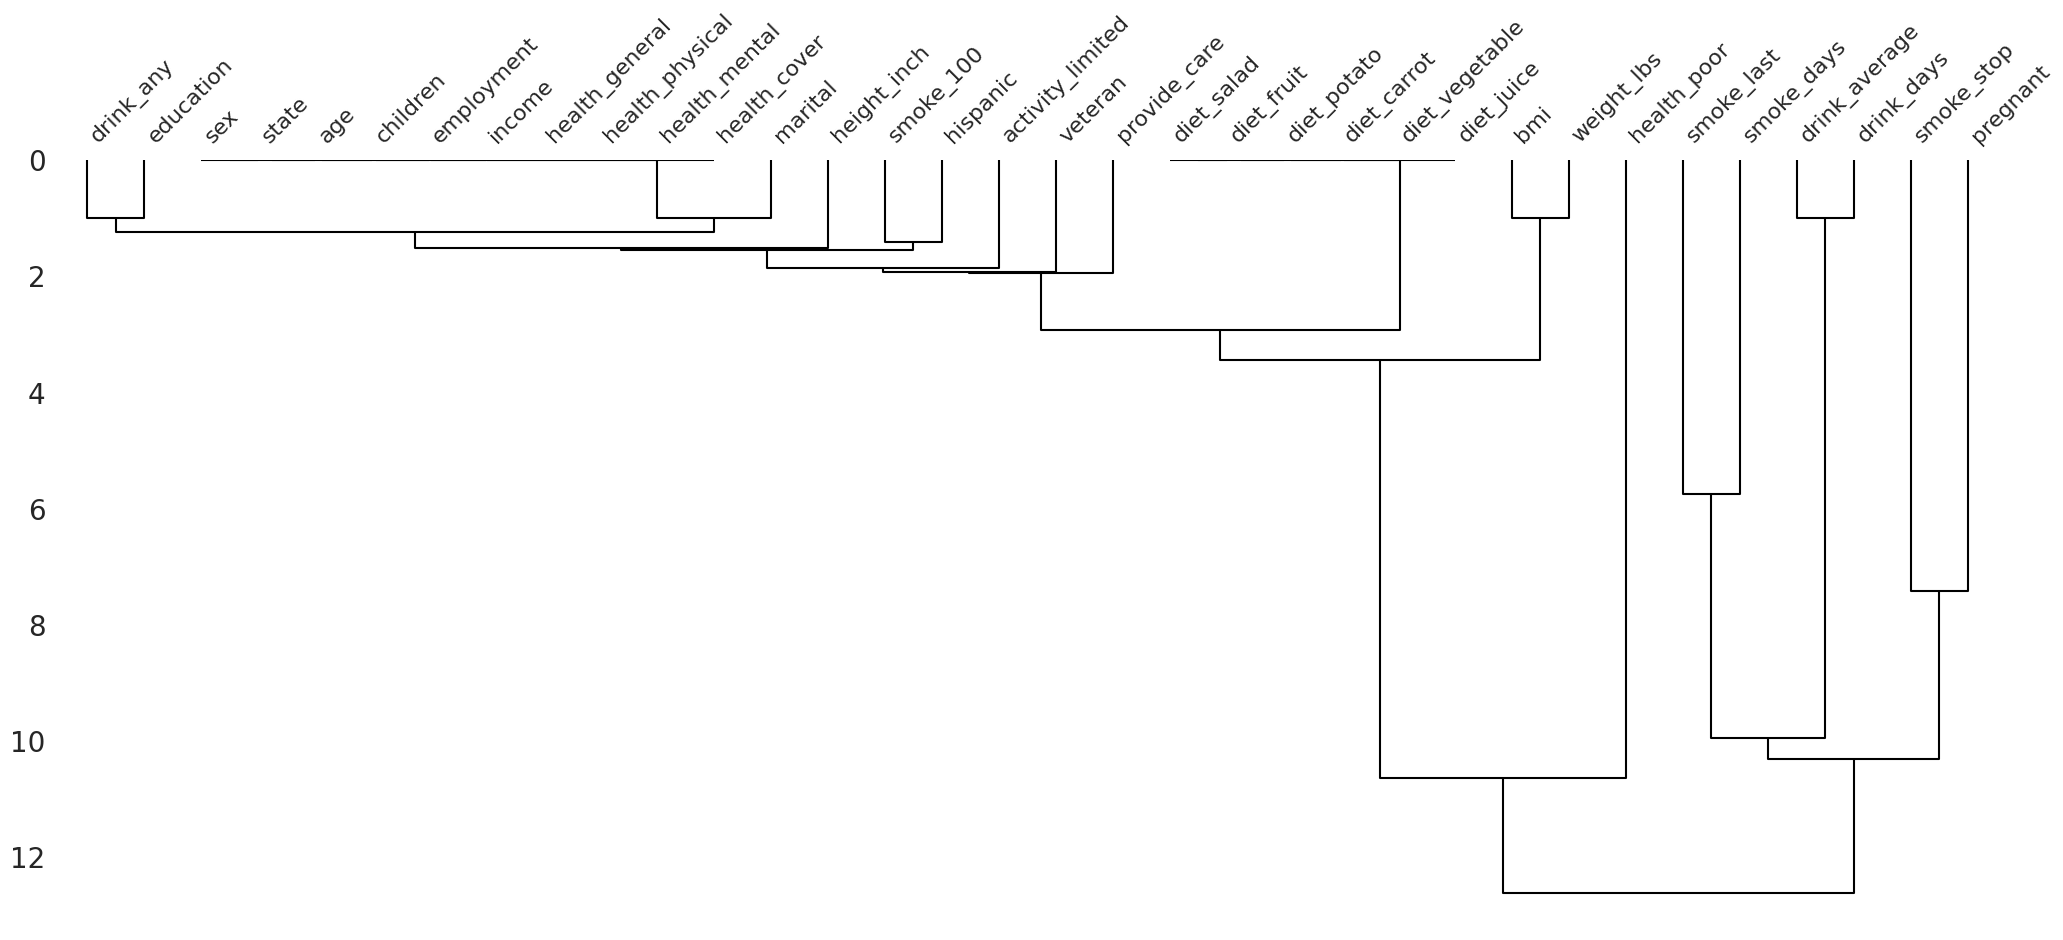 drink_any
education
sex
state
age
children
employment
income
health_general
health_physical
health_mental
health_cover
marital
height_inch
smoke_100
hispanic
activity_limited
veteran
provide_care
diet_salad
diet_fruit
diet_potato
diet_carrot
diet_vegetable
diet_juice
bmi
weight_lbs
health_poor
smoke_last
smoke_days
drink_average
drink_days
smoke_stop
pregnant
0
2
4
6
8
10
12